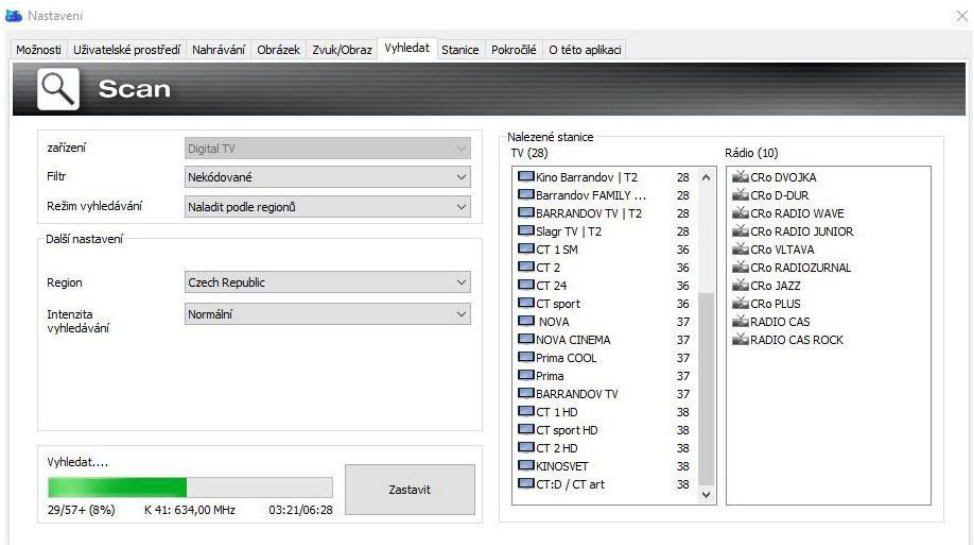 Nastavení
Možnosti Uživatelské prostředí Nahrávání Obrázek Zvuk/Obraz Vyhledat Stanice Pokročilé O této aplikaci
Scan
zařízení Digital TV
Filtr Nekódované
Režim vyhledávání Naladit podle regionů
Další nastavení
Region Czech Republic
Intenzita vyhledávání Normální
Vyhledat....
29/57+ (8%) K 41: 634,00 MHz 03:21/06:28
Zastavit
Nalezené stanice
TV (28)
Kino Barrandov | T2 28
Barrandov FAMILY ... 28
BARRANDOV TV | T2 28
Slagr TV | T2 28
CT 1 SM 36
CT 2 36
CT 24 36
CT sport 36
NOVA 37
NOVA CINEMA 37
Prima COOL 37
Prima 37
BARRANDOV TV 37
CT 1 HD 38
CT sport HD 38
CT 2 HD 38
KINOSVET 38
CT:D / CT art 38
Rádio (10)
CRo DVOJKA
CRo D-DUR
CRo RADIO WAVE
CRo RADIO JUNIOR
CRo VLTAVA
CRo RADIOZURNAL
CRo JAZZ
CRo PLUS
RADIO CAS
RADIO CAS ROCK